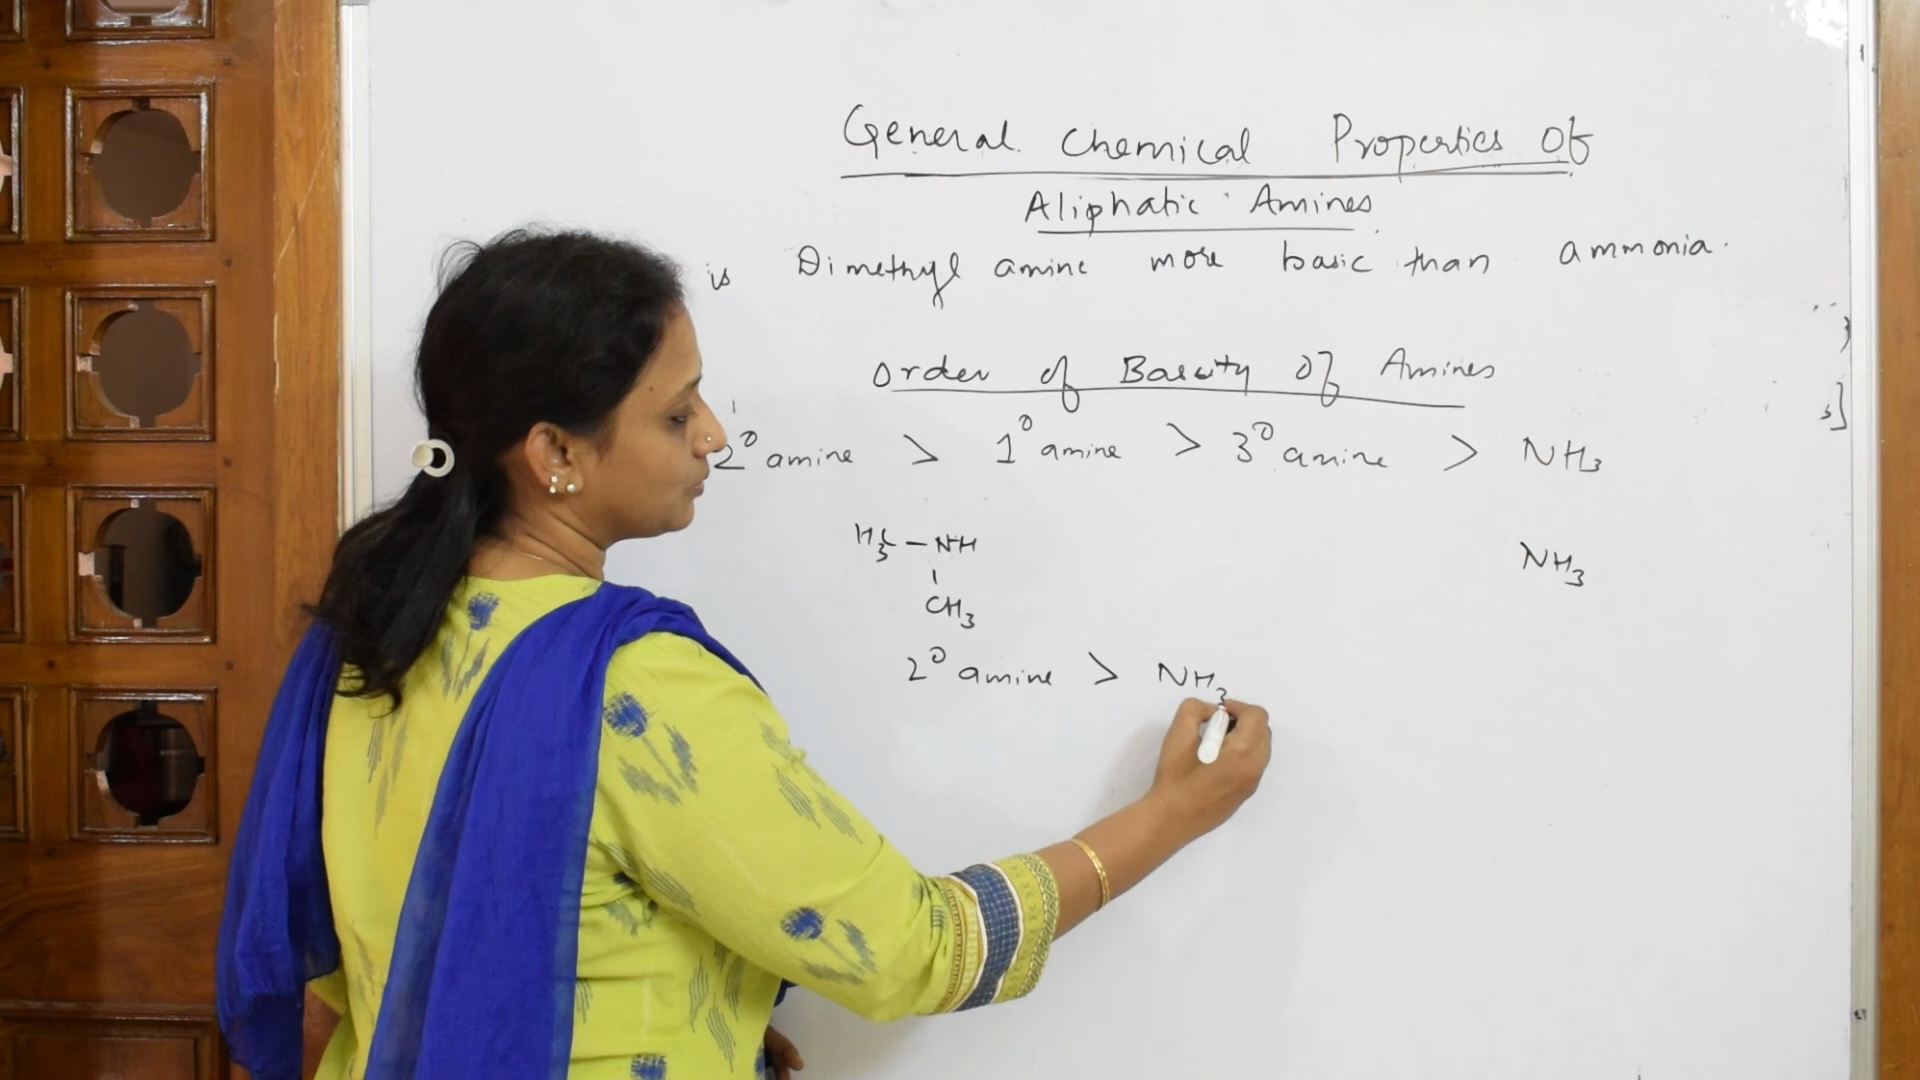 General Chemical Properties Of
Aliphatic Amines
is Dimethyl amine more basic than ammonia.
Order of Bascity Of Amines
2° amine > 1° amine > 3° amine > NH3
H3C – NH NH3
CH3
2° amine > NH3